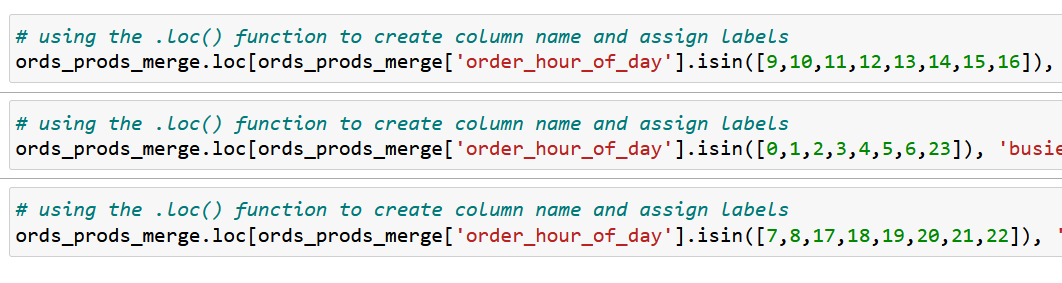 # using the .loc() function to create column name and assign labels
ords_prods_merge.loc[ords_prods_merge['order_hour_of_day'].isin([9,10,11,12,13,14,15,16]),
# using the .loc() function to create column name and assign labels
ords_prods_merge.loc[ords_prods_merge['order_hour_of_day'].isin([0,1,2,3,4,5,6,23]), 'busie
# using the .loc() function to create column name and assign labels
ords_prods_merge.loc[ords_prods_merge['order_hour_of_day'].isin([7,8,17,18,19,20,21,22]), '